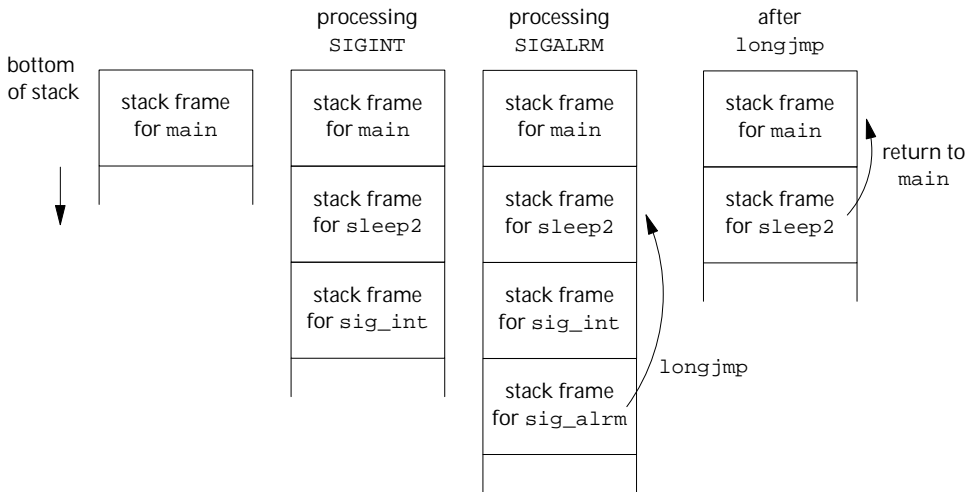 processing
SIGINT
processing
SIGALRM
after
longjmp
bottom
of stack
stack frame
for main
stack frame
for main
stack frame
for main
stack frame
for main
return to
main
stack frame
for sleep2
stack frame
for sleep2
stack frame
for sleep2
stack frame
for sig_int
stack frame
for sig_int
longjmp
stack frame
for sig_alrm